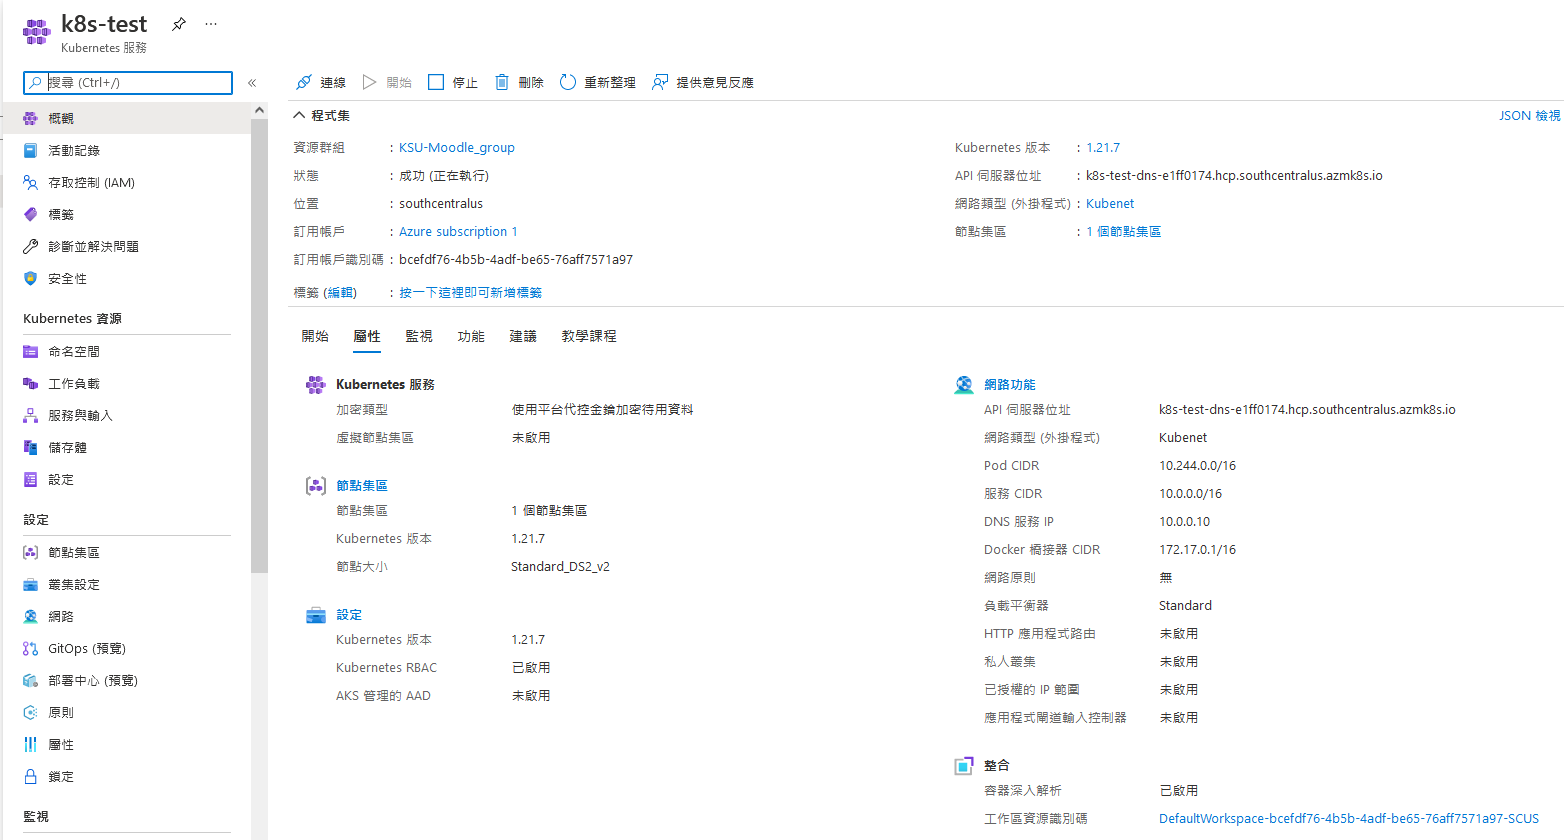 k8s-test
Kubernetes 服務
搜尋 (Ctrl+/)
«
概觀
活動記錄
存取控制 (IAM)
標籤
診斷並解決問題
安全性
Kubernetes 資源
命名空間
工作負載
服務與輸入
儲存體
設定
設定
節點集區
叢集設定
網路
GitOps (預覽)
部署中心 (預覽)
原則
屬性
鎖定
監視
連線 開始 停止 刪除 重新整理 提供意見反應
程式集 JSON 檢視
資源群組 : KSU-Moodle_group
狀態 : 成功 (正在執行)
位置 : southcentralus
訂用帳戶 : Azure subscription 1
訂用帳戶識別碼 : bcefdf76-4b5b-4adf-be65-76aff7571a97
標籤 (編輯) : 按一下這裡即可新增標籤
Kubernetes 版本 : 1.21.7
API 伺服器位址 : k8s-test-dns-e1ff0174.hcp.southcentralus.azmk8s.io
網路類型 (外掛程式) : Kubenet
節點集區 : 1 個節點集區
開始 屬性 監視 功能 建議 教學課程
Kubernetes 服務
加密類型 使用平台代控金鑰加密待用資料
虛擬節點集區 未啟用
節點集區
節點集區 1 個節點集區
Kubernetes 版本 1.21.7
節點大小 Standard_DS2_v2
設定
Kubernetes 版本 1.21.7
Kubernetes RBAC 已啟用
AKS 管理的 AAD 未啟用
網路功能
API 伺服器位址 k8s-test-dns-e1ff0174.hcp.southcentralus.azmk8s.io
網路類型 (外掛程式) Kubenet
Pod CIDR 10.244.0.0/16
服務 CIDR 10.0.0.0/16
DNS 服務 IP 10.0.0.10
Docker 橋接器 CIDR 172.17.0.1/16
網路原則 無
負載平衡器 Standard
HTTP 應用程式路由 未啟用
私人叢集 未啟用
已授權的 IP 範圍 未啟用
應用程式閘道輸入控制器 未啟用
整合
容器深入解析 已啟用
工作區資源識別碼 DefaultWorkspace-bcefdf76-4b5b-4adf-be65-76aff7571a97-SCUS